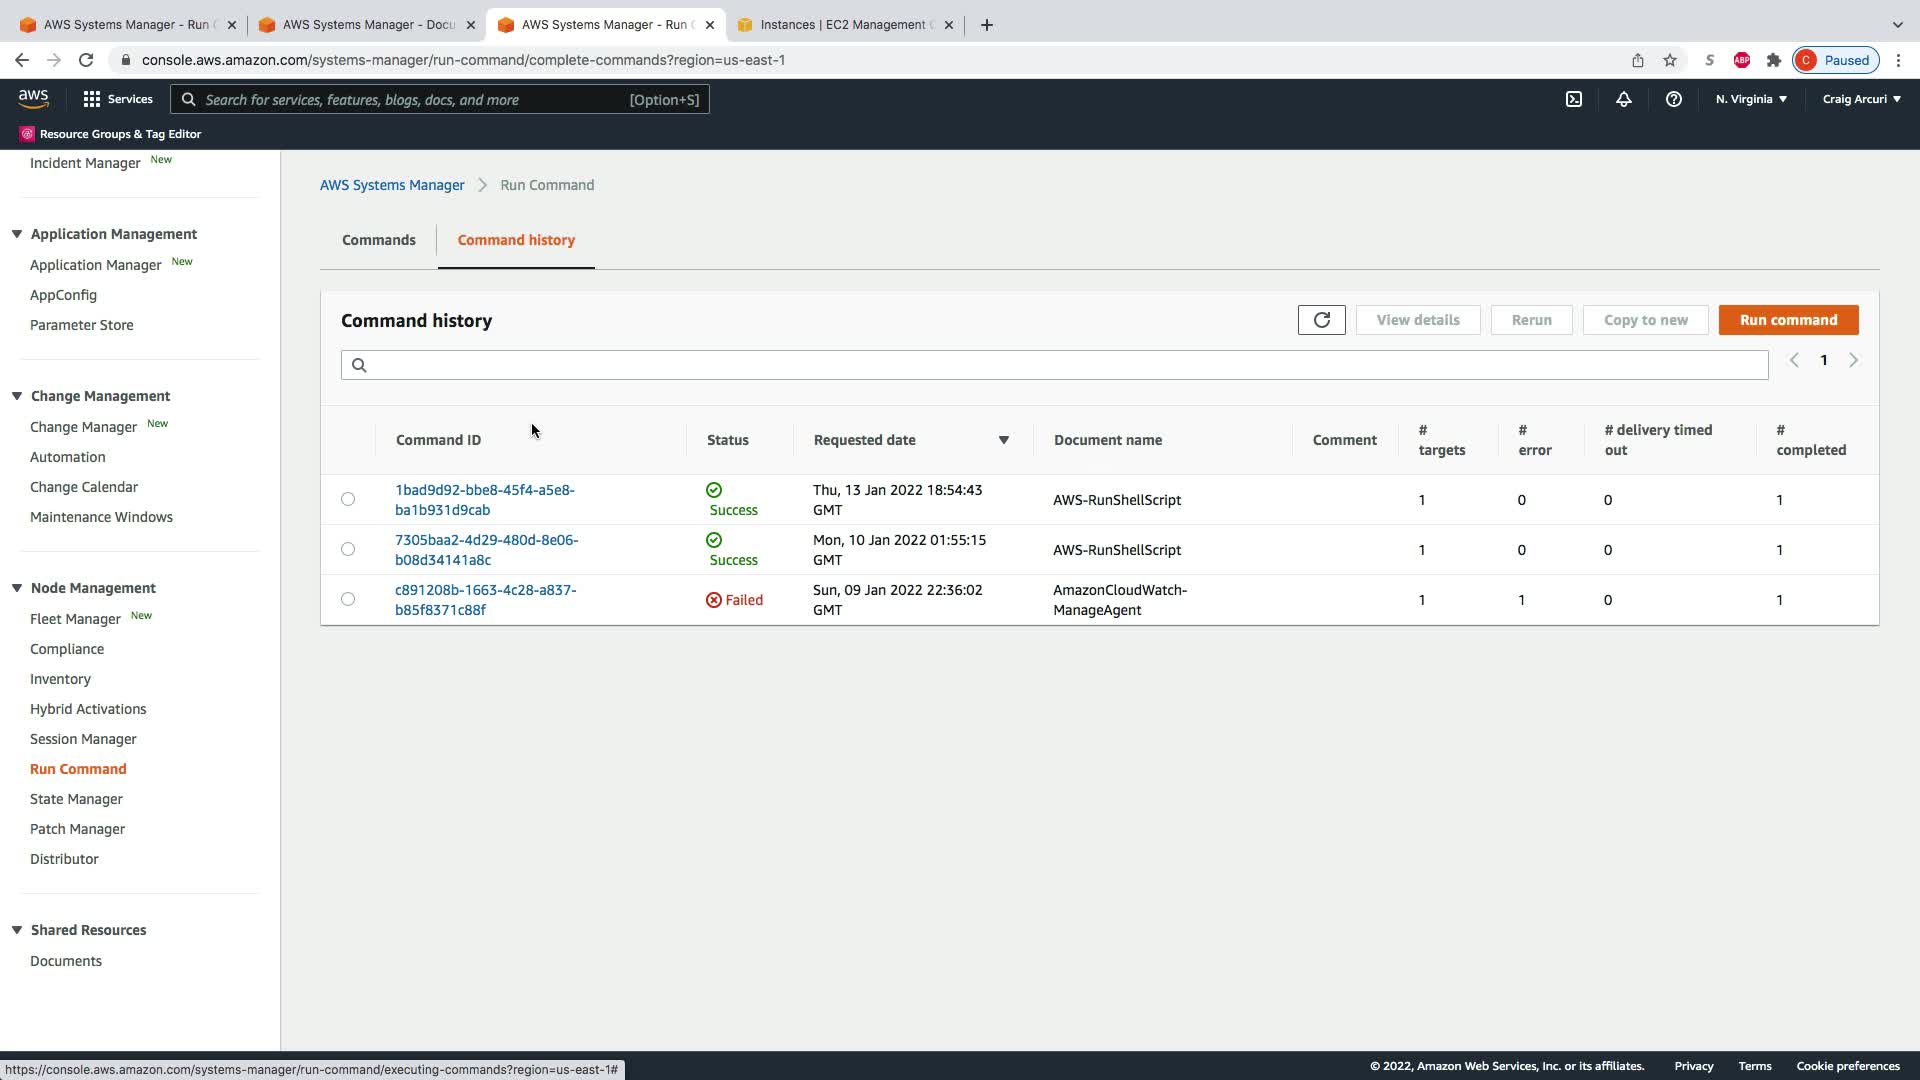 AWS Systems Manager - Run C
AWS Systems Manager - Docu
AWS Systems Manager - Run C
Instances | EC2 Management C
console.aws.amazon.com/systems-manager/run-command/complete-commands?region=us-east-1
S
ABP
C Paused
aws
Services
Search for services, features, blogs, docs, and more [Option+S]
N. Virginia
Craig Arcuri
Resource Groups & Tag Editor
Incident Manager New
Application Management
Application Manager New
AppConfig
Parameter Store
Change Management
Change Manager New
Automation
Change Calendar
Maintenance Windows
Node Management
Fleet Manager New
Compliance
Inventory
Hybrid Activations
Session Manager
Run Command
State Manager
Patch Manager
Distributor
Shared Resources
Documents
AWS Systems Manager > Run Command
Commands
Command history
Command history
View details
Rerun
Copy to new
Run command
1
Command ID
Status
Requested date
Document name
Comment
# targets
# error
# delivery timed out
# completed
1bad9d92-bbe8-45f4-a5e8-
ba1b931d9cab
Success
Thu, 13 Jan 2022 18:54:43
GMT
AWS-RunShellScript
1
0
0
1
7305baa2-4d29-480d-8e06-
b08d34141a8c
Success
Mon, 10 Jan 2022 01:55:15
GMT
AWS-RunShellScript
1
0
0
1
c891208b-1663-4c28-a837-
b85f8371c88f
Failed
Sun, 09 Jan 2022 22:36:02
GMT
AmazonCloudWatch-
ManageAgent
1
1
0
1
https://console.aws.amazon.com/systems-manager/run-command/executing-commands?region=us-east-1#
© 2022, Amazon Web Services, Inc. or its affiliates.
Privacy
Terms
Cookie preferences